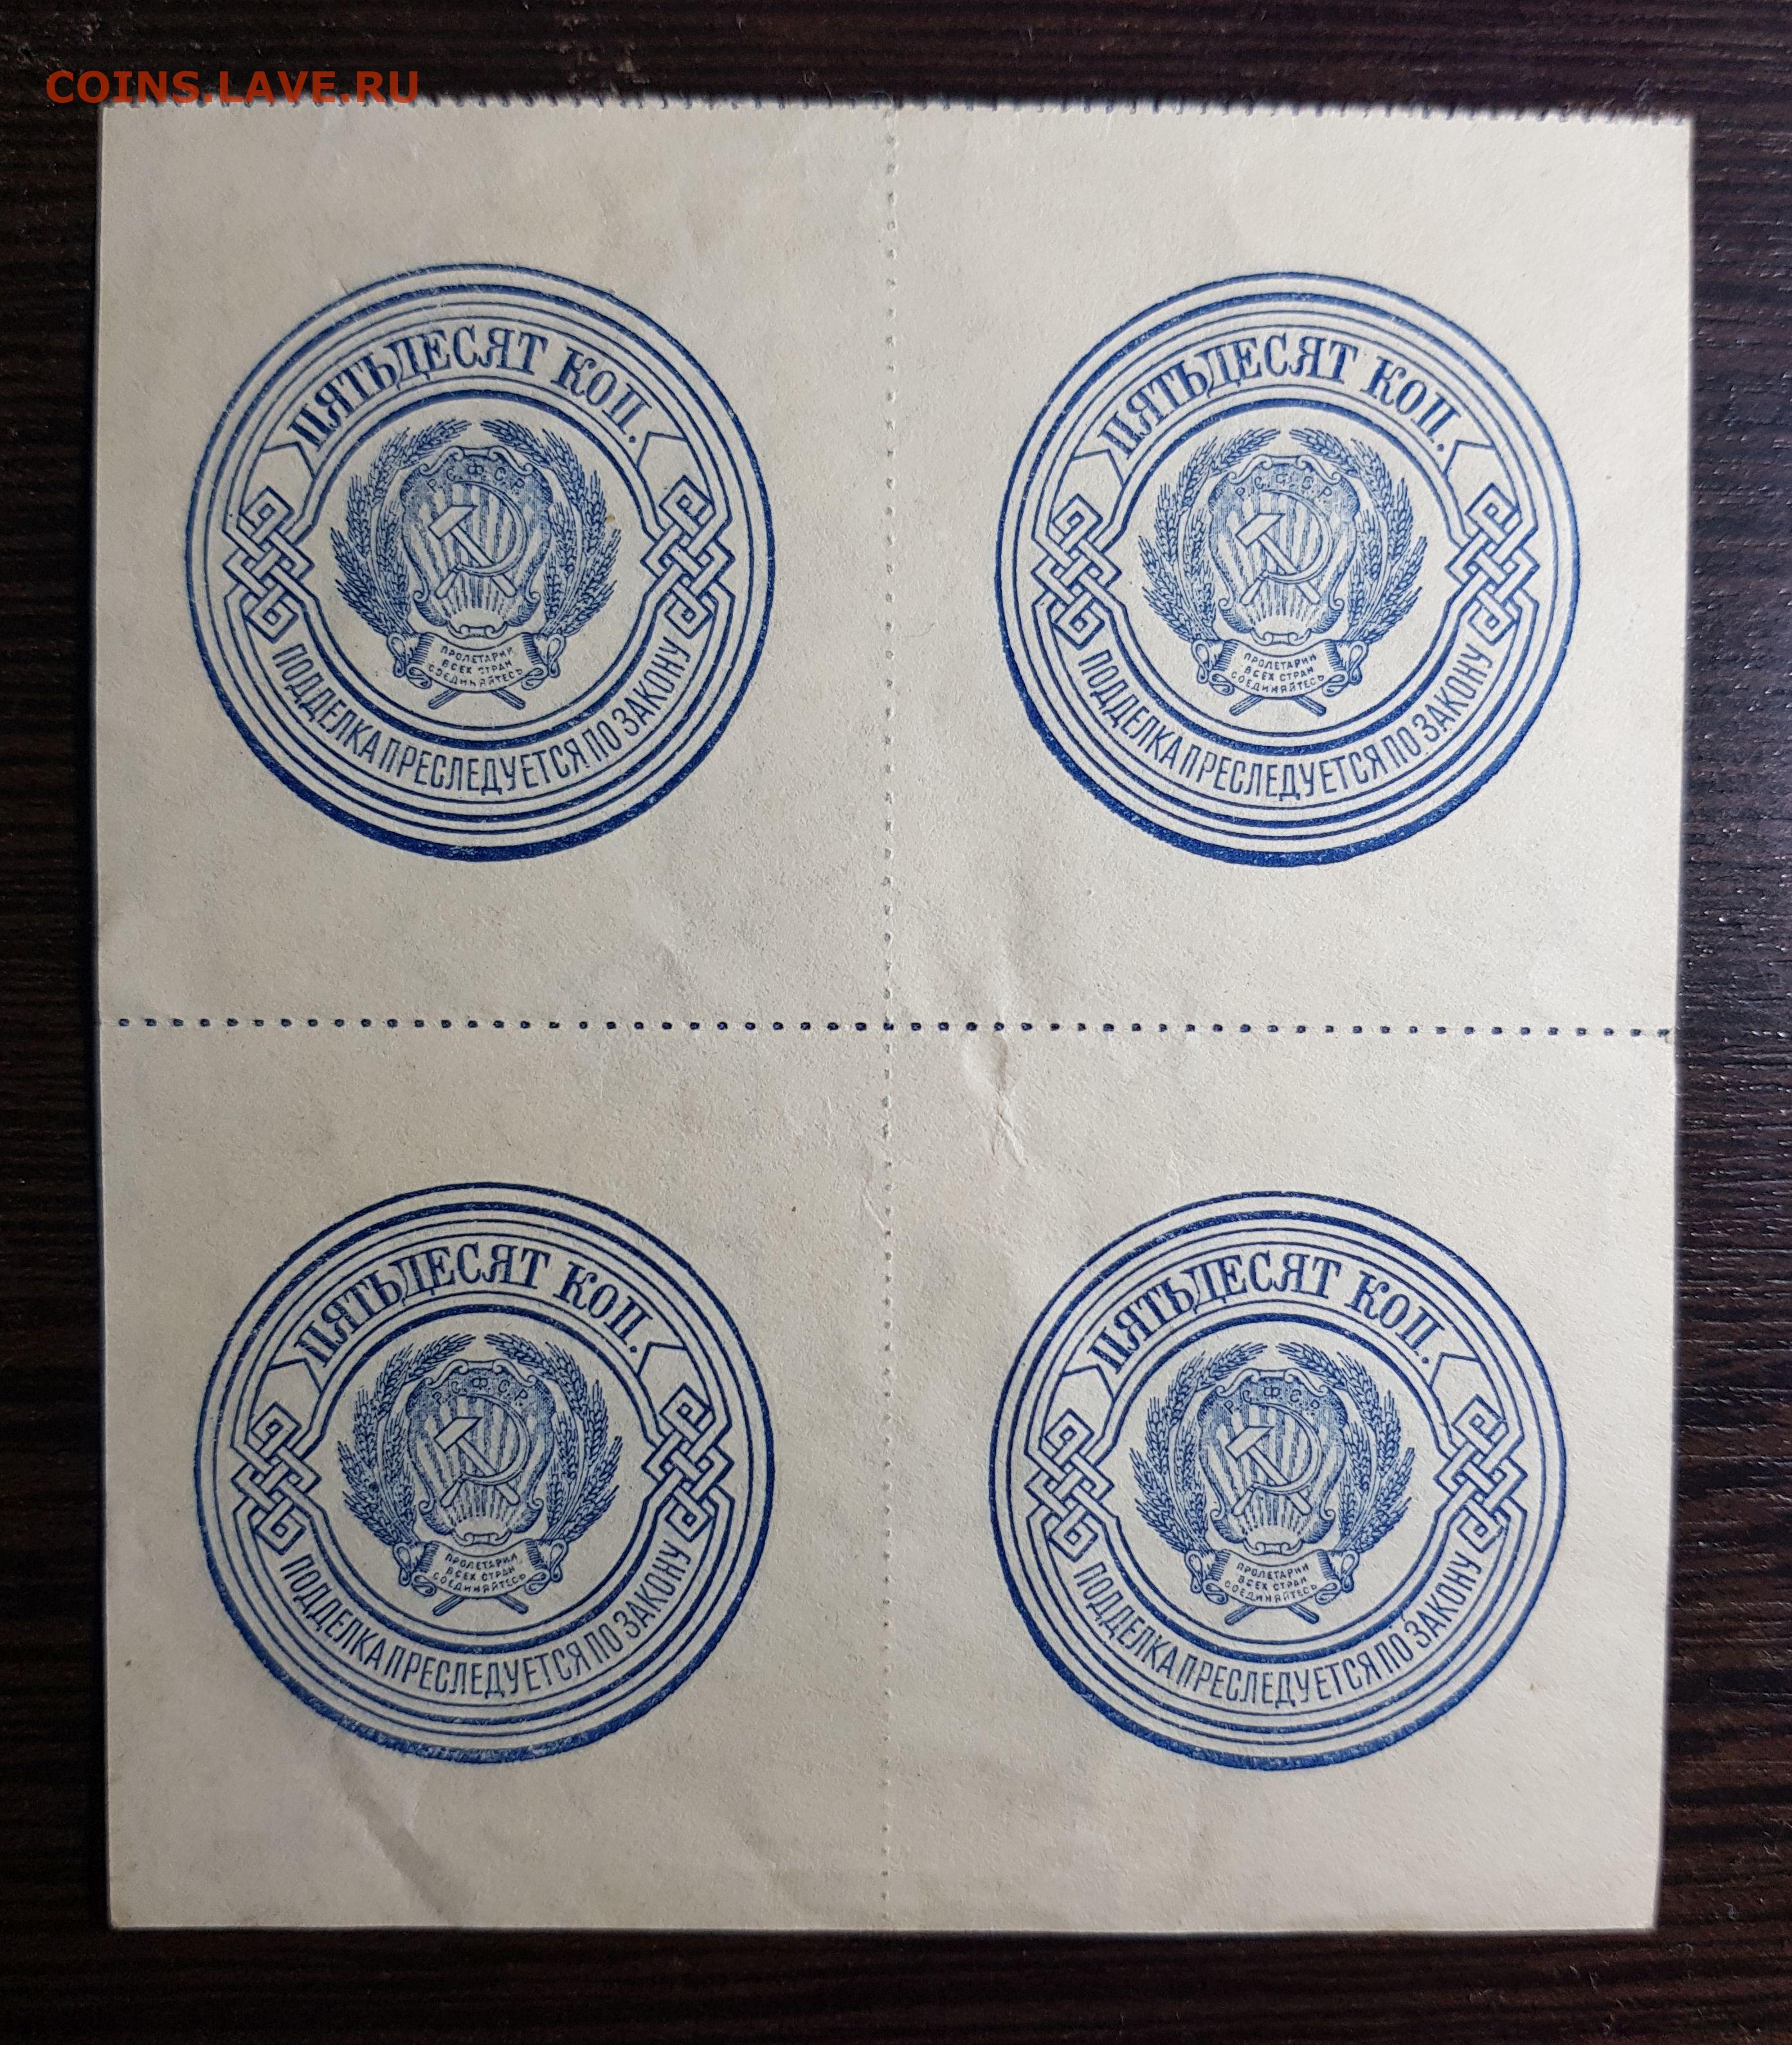 COINS.LAVE.RU
ПЯТЬДЕСЯТ КОП.
Р.С.Ф.С.Р.
ПРОЛЕТАРИИ
ВСЕХ СТРАН
СОЕДИНЯЙТЕСЬ
ПОДДЕЛКА ПРЕСЛЕДУЕТСЯ ПО ЗАКОНУ
ПЯТЬДЕСЯТ КОП.
Р.С.Ф.С.Р.
ПРОЛЕТАРИИ
ВСЕХ СТРАН
СОЕДИНЯЙТЕСЬ
ПОДДЕЛКА ПРЕСЛЕДУЕТСЯ ПО ЗАКОНУ
ПЯТЬДЕСЯТ КОП.
Р.С.Ф.С.Р.
ПРОЛЕТАРИИ
ВСЕХ СТРАН
СОЕДИНЯЙТЕСЬ
ПОДДЕЛКА ПРЕСЛЕДУЕТСЯ ПО ЗАКОНУ
ПЯТЬДЕСЯТ КОП.
Р.С.Ф.С.Р.
ПРОЛЕТАРИИ
ВСЕХ СТРАН
СОЕДИНЯЙТЕСЬ
ПОДДЕЛКА ПРЕСЛЕДУЕТСЯ ПО ЗАКОНУ